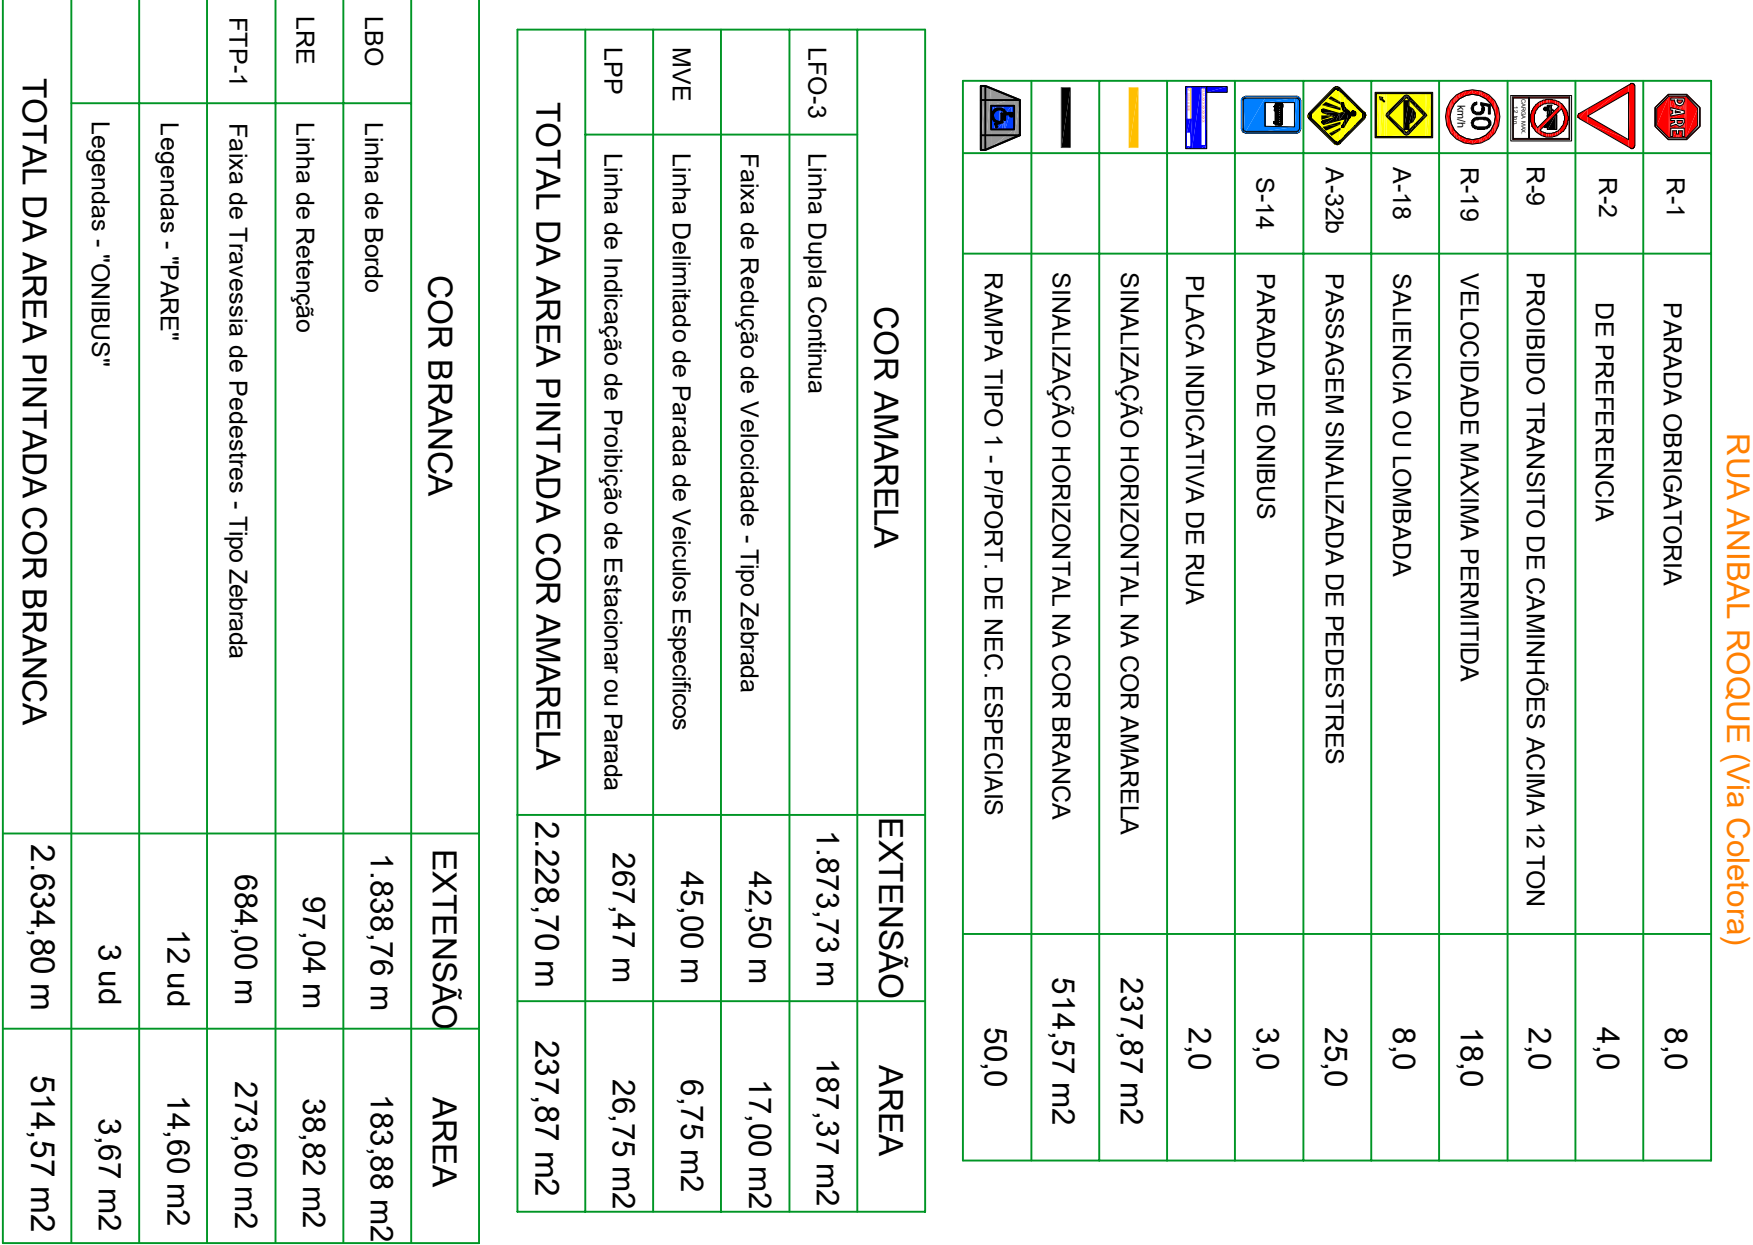 RUA ANIBAL ROQUE (Via Coletora)
PARE R-1 PARADA OBRIGATORIA 8,0
R-2 DE PREFERENCIA 4,0
CARGA MAX. 12 ton R-9 PROIBIDO TRANSITO DE CAMINHÕES ACIMA 12 TON 2,0
50 km/h R-19 VELOCIDADE MAXIMA PERMITIDA 18,0
A-18 SALIENCIA OU LOMBADA 8,0
A-32b PASSAGEM SINALIZADA DE PEDESTRES 25,0
S-14 PARADA DE ONIBUS 3,0
PLACA INDICATIVA DE RUA 2,0
SINALIZAÇÃO HORIZONTAL NA COR AMARELA 237,87 m2
SINALIZAÇÃO HORIZONTAL NA COR BRANCA 514,57 m2
RAMPA TIPO 1 - P/PORT. DE NEC. ESPECIAIS 50,0
COR AMARELA EXTENSÃO AREA
LFO-3 Linha Dupla Continua 1.873,73 m 187,37 m2
Faixa de Redução de Velocidade - Tipo Zebrada 42,50 m 17,00 m2
MVE Linha Delimitado de Parada de Veiculos Especificos 45,00 m 6,75 m2
LPP Linha de Indicação de Proibição de Estacionar ou Parada 267,47 m 26,75 m2
TOTAL DA AREA PINTADA COR AMARELA 2.228,70 m 237,87 m2
COR BRANCA EXTENSÃO AREA
LBO Linha de Bordo 1.838,76 m 183,88 m2
LRE Linha de Retenção 97,04 m 38,82 m2
FTP-1 Faixa de Travessia de Pedestres - Tipo Zebrada 684,00 m 273,60 m2
Legendas - "PARE" 12 ud 14,60 m2
Legendas - "ONIBUS" 3 ud 3,67 m2
TOTAL DA AREA PINTADA COR BRANCA 2.634,80 m 514,57 m2